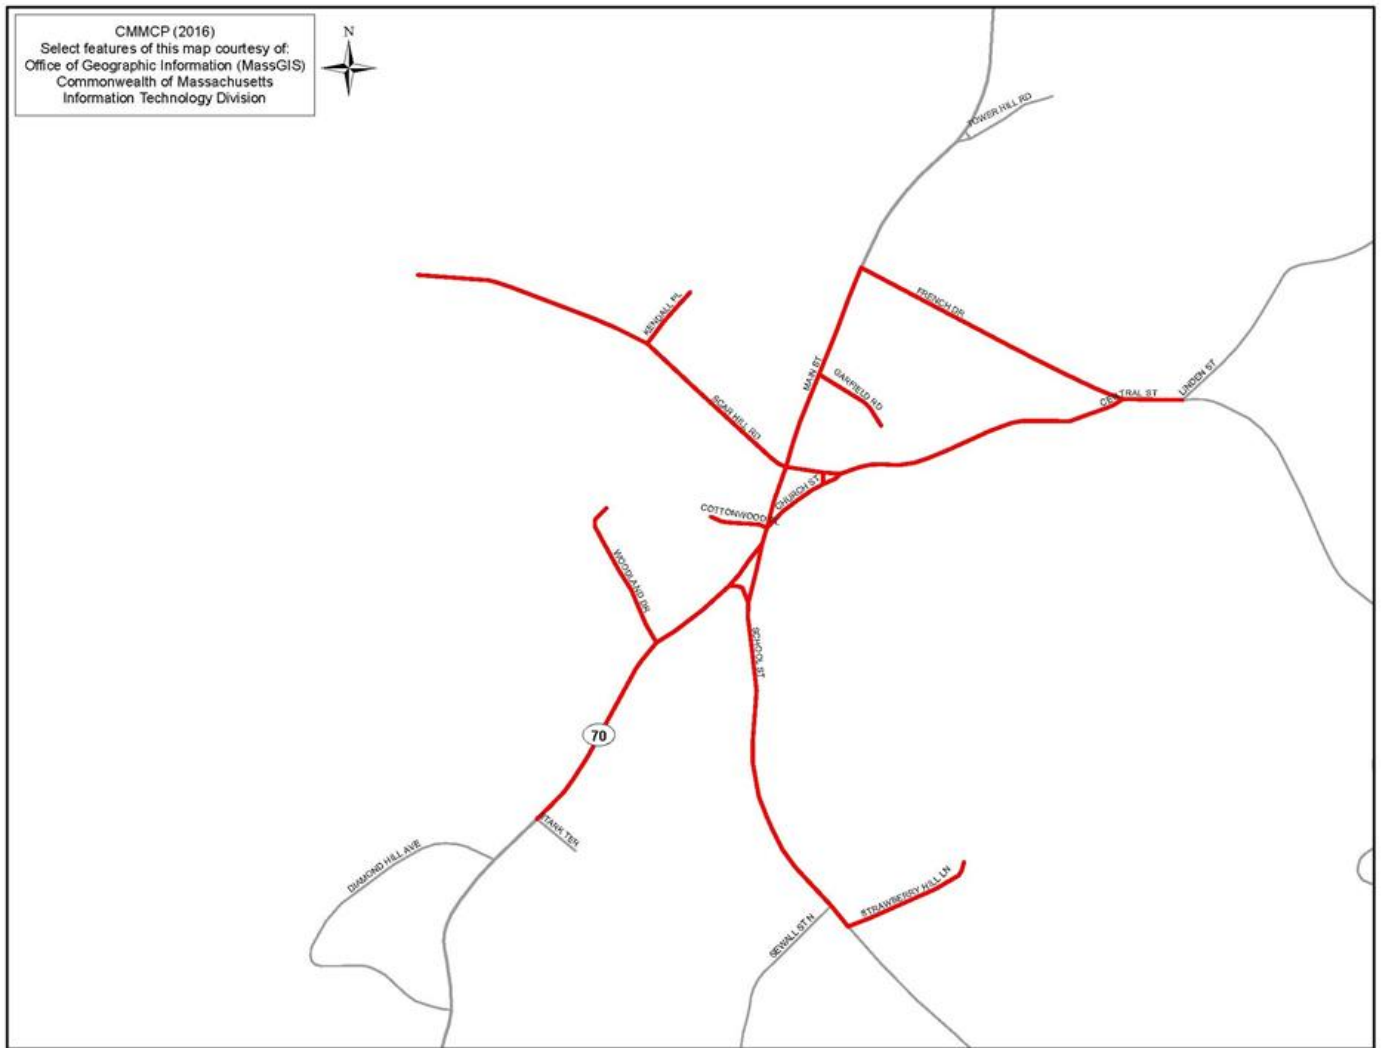 CMMCP (2016)
Select features of this map courtesy of:
Office of Geographic Information (MassGIS)
Commonwealth of Massachusetts
Information Technology Division
N
TOWER HILL RD
KENDALL PL
FRENCH DR
MAIN ST
GARFIELD RD
LINDEN ST
CENTRAL ST
SCAR HILL RD
CHURCH ST
COTTONWOOD
WOODLAND DR
SCHOOL ST
70
STARK TER
DIAMOND HILL AVE
STRAWBERRY HILL LN
SEWALL ST N